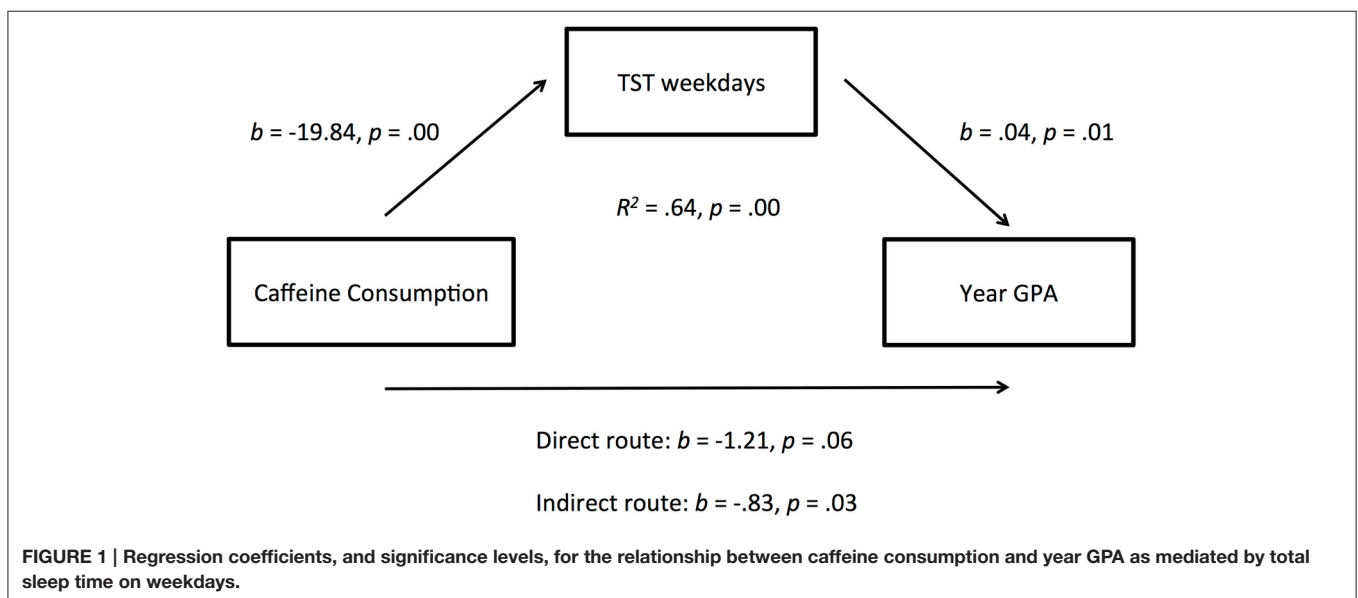 TST weekdays
b = -19.84, p = .00
b = .04, p = .01
R² = .64, p = .00
Caffeine Consumption
Year GPA
Direct route: b = -1.21, p = .06
Indirect route: b = -.83, p = .03
FIGURE 1 | Regression coefficients, and significance levels, for the relationship between caffeine consumption and year GPA as mediated by total
sleep time on weekdays.